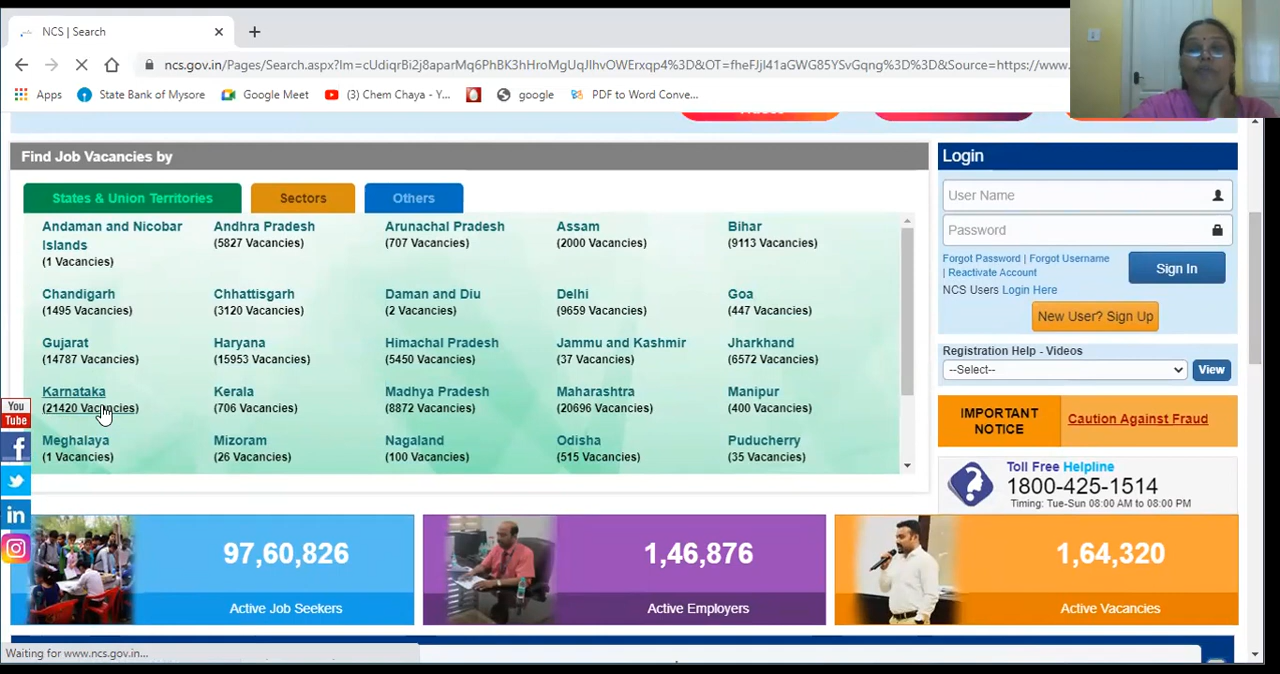 NCS | Search
ncs.gov.in/Pages/Search.aspx?lm=cUdiqrBi2j8aparMq6PhBK3hHroMgUqJlhvOWErxqp4%3D&OT=fheFJjl41aGWG85YSvGqng%3D%3D&Source=https://www.
Apps State Bank of Mysore Google Meet (3) Chem Chaya - Y... google PDF to Word Conve...
Find Job Vacancies by
States & Union Territories Sectors Others
Andaman and Nicobar Islands
(1 Vacancies)
Andhra Pradesh
(5827 Vacancies)
Arunachal Pradesh
(707 Vacancies)
Assam
(2000 Vacancies)
Bihar
(9113 Vacancies)
Chandigarh
(1495 Vacancies)
Chhattisgarh
(3120 Vacancies)
Daman and Diu
(2 Vacancies)
Delhi
(9659 Vacancies)
Goa
(447 Vacancies)
Gujarat
(14787 Vacancies)
Haryana
(15953 Vacancies)
Himachal Pradesh
(5450 Vacancies)
Jammu and Kashmir
(37 Vacancies)
Jharkhand
(6572 Vacancies)
Karnataka
(21420 Vacancies)
Kerala
(706 Vacancies)
Madhya Pradesh
(8872 Vacancies)
Maharashtra
(20696 Vacancies)
Manipur
(400 Vacancies)
Meghalaya
(1 Vacancies)
Mizoram
(26 Vacancies)
Nagaland
(100 Vacancies)
Odisha
(515 Vacancies)
Puducherry
(35 Vacancies)
Login
User Name
Password
Forgot Password | Forgot Username
| Reactivate Account
Sign In
NCS Users Login Here
New User? Sign Up
Registration Help - Videos
--Select--
View
IMPORTANT
NOTICE
Caution Against Fraud
Toll Free Helpline
1800-425-1514
Timing: Tue-Sun 08:00 AM to 08:00 PM
You
Tube
97,60,826
Active Job Seekers
1,46,876
Active Employers
1,64,320
Active Vacancies
Waiting for www.ncs.gov.in...